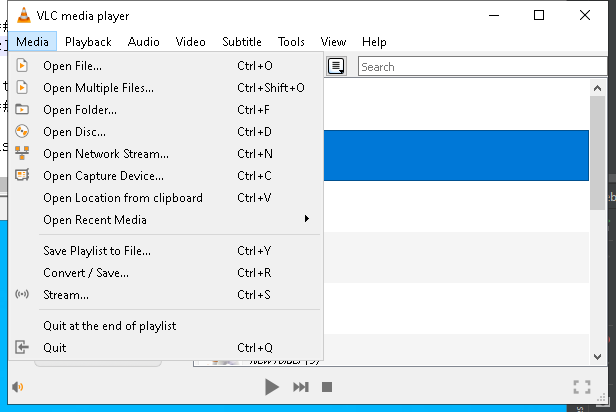 VLC media player
Media Playback Audio Video Subtitle Tools View Help
Open File... Ctrl+O
Search
Open Multiple Files... Ctrl+Shift+O
Open Folder... Ctrl+F
Open Disc... Ctrl+D
Open Network Stream... Ctrl+N
Open Capture Device... Ctrl+C
Open Location from clipboard Ctrl+V
Open Recent Media
Save Playlist to File... Ctrl+Y
Convert / Save... Ctrl+R
Stream... Ctrl+S
Quit at the end of playlist
Quit Ctrl+Q